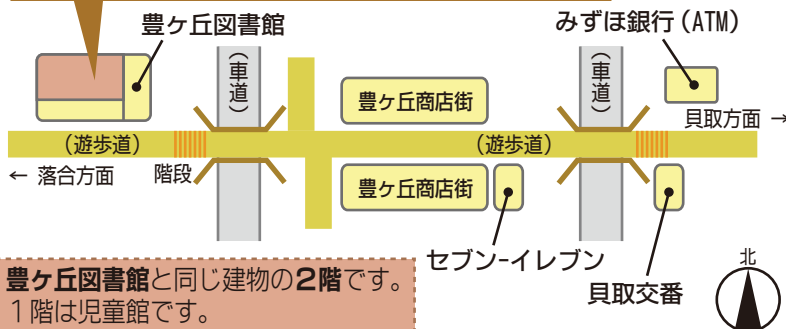 豊ヶ丘図書館
みずほ銀行(ATM)
（車道）
（車道）
豊ヶ丘商店街
貝取方面 →
（遊歩道）
（遊歩道）
← 落合方面
階段
豊ヶ丘商店街
セブン-イレブン
貝取交番
北
豊ヶ丘図書館と同じ建物の2階です。
1階は児童館です。